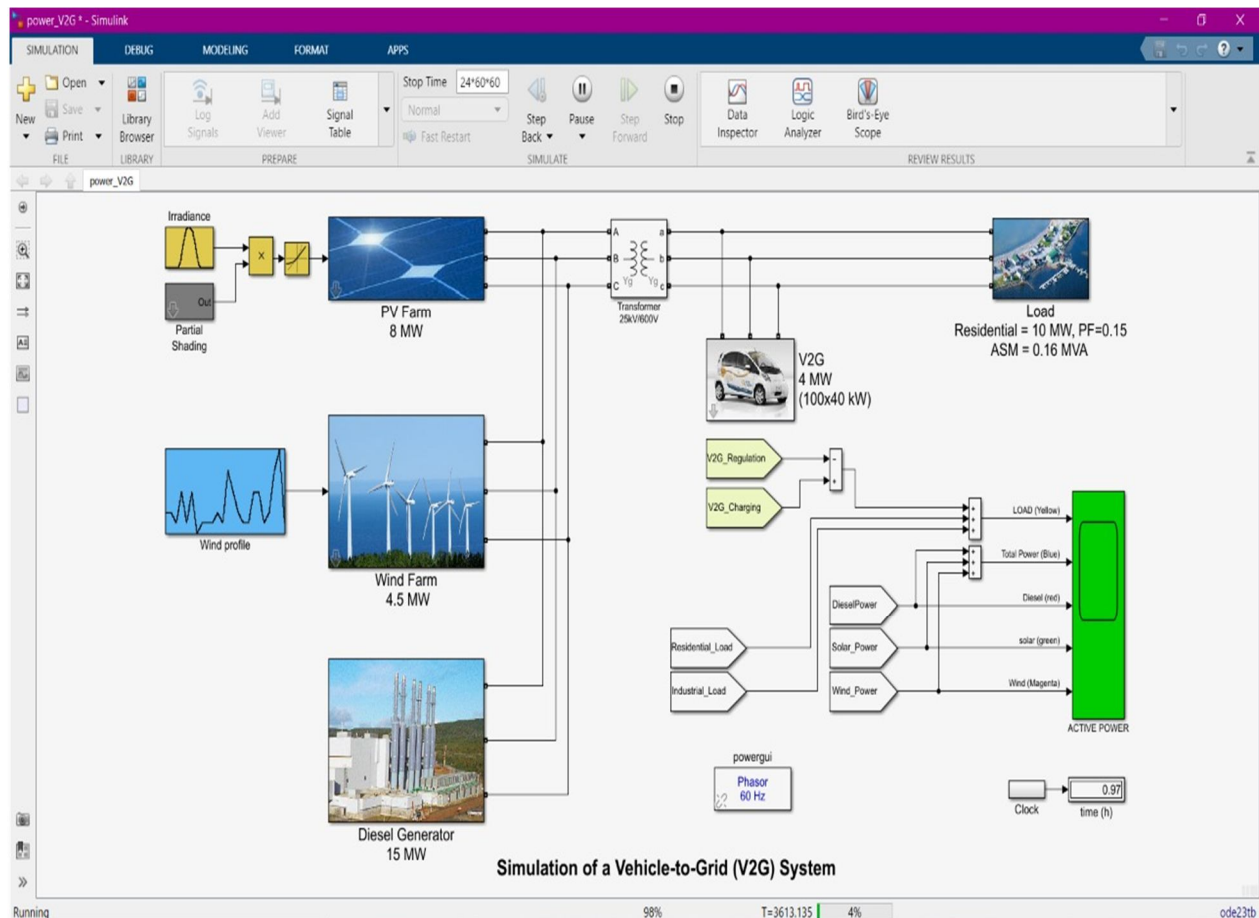 power_V2G * - Simulink
SIMULATION DEBUG MODELING FORMAT APPS
New
Open
Save
Print
FILE
Library
Browser
LIBRARY
Log
Signals
Add
Viewer
Signal
Table
PREPARE
Stop Time 24*60*60
Normal
Fast Restart
Step
Back
Pause
Step
Forward
Stop
SIMULATE
Data
Inspector
Logic
Analyzer
Bird's-Eye
Scope
REVIEW RESULTS
power_V2G
Irradiance
X
Out
Partial
Shading
PV Farm
8 MW
A a
B b
C c
Yg Yg
Transformer
25kV/600V
Load
Residential = 10 MW, PF=0.15
ASM = 0.16 MVA
V2G
4 MW
(100x40 kW)
Wind profile
Wind Farm
4.5 MW
V2G_Regulation
V2G_Charging
LOAD (Yellow)
Total Power (Blue)
Diesel (red)
solar (green)
Wind (Magenta)
DieselPower
Solar_Power
Wind_Power
Residential_Load
Industrial_Load
ACTIVE POWER
Diesel Generator
15 MW
powergui
Phasor
60 Hz
Clock
0.97
time (h)
Simulation of a Vehicle-to-Grid (V2G) System
Running 98% T=3613.135 4% ode23tb